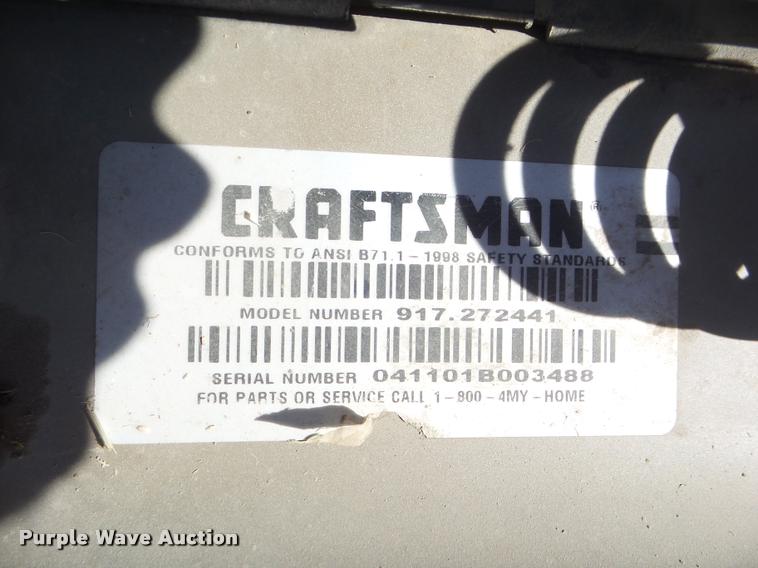 CRAFTSMAN®
CONFORMS TO ANSI B71.1-1998 SAFETY STANDARDS
MODEL NUMBER 917.272441
SERIAL NUMBER 041101B003488
FOR PARTS OR SERVICE CALL 1-800-4MY-HOME
Purple Wave Auction